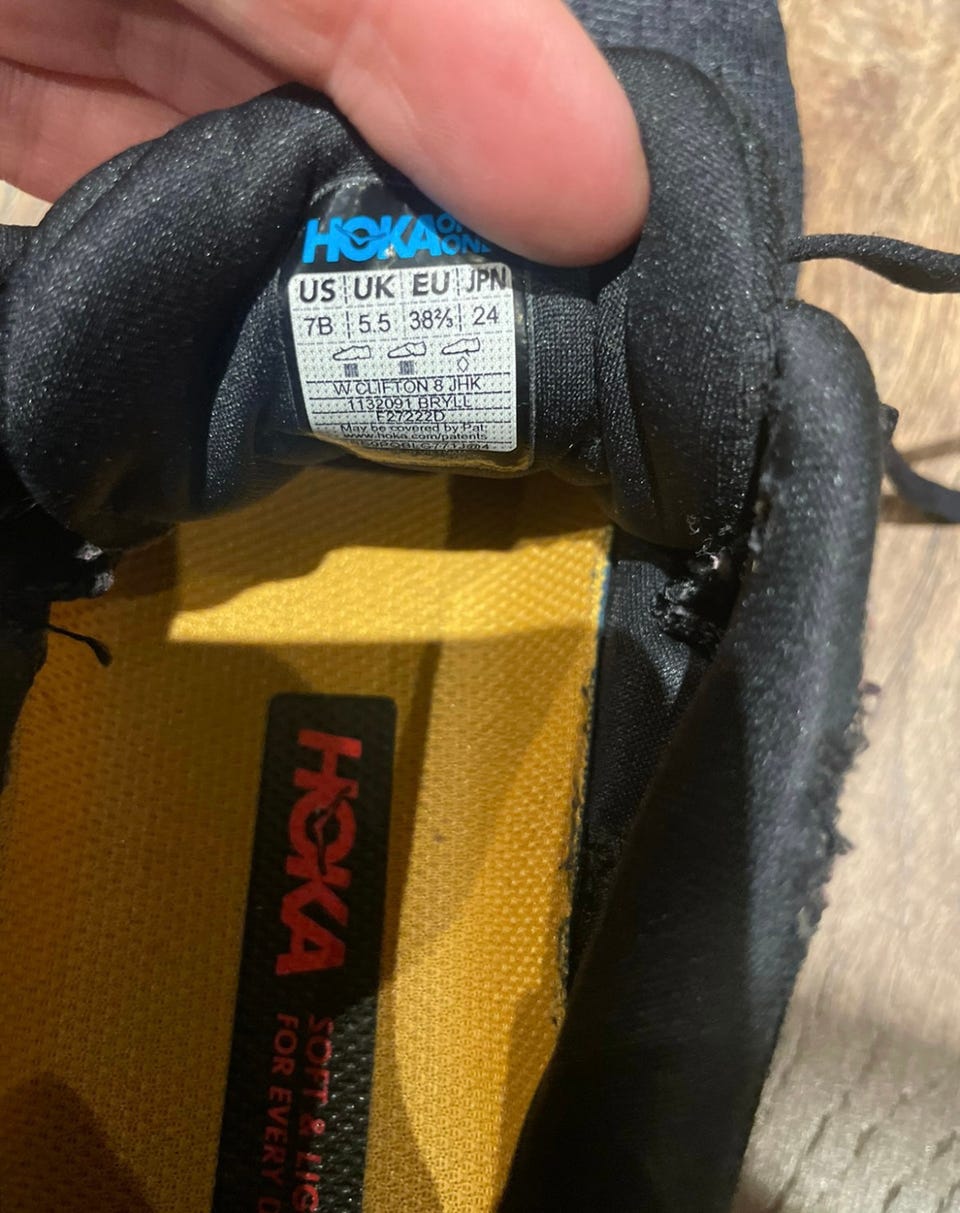 HOKA
US UK EU JPN
7B 5.5 38⅔ 24
W CLIFTON 8 JHK
1132091 BRYLL
F27222D
May be covered by Pat:
www.hoka.com/patents
HOKA
SOFT &
FOR EVERY